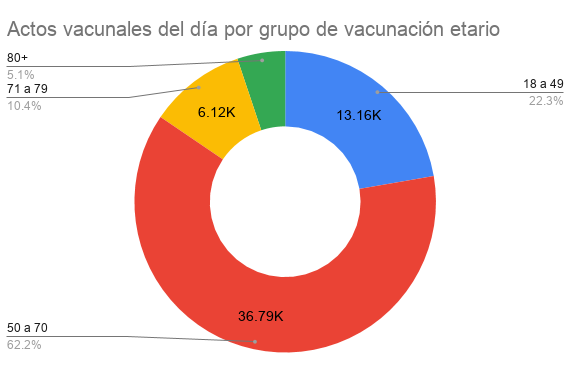 Actos vacunales del día por grupo de vacunación etario
80+
5.1%
71 a 79
10.4%
18 a 49
22.3%
6.12K
13.16K
36.79K
50 a 70
62.2%